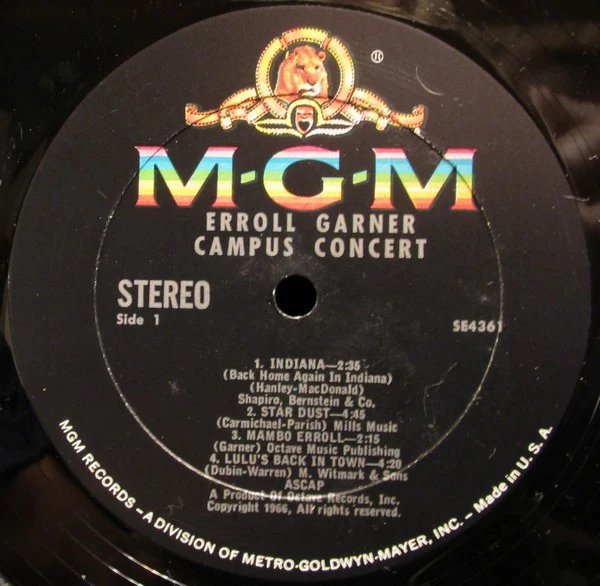 ®
M-G-M
ERROLL GARNER
CAMPUS CONCERT
STEREO
Side 1
SE4361
1. INDIANA—2:35
(Back Home Again In Indiana)
(Hanley-MacDonald)
Shapiro, Bernstein & Co.
2. STAR DUST—4:45
(Carmichael-Parish) Mills Music
3. MAMBO ERROLL—2:15
(Garner) Octave Music Publishing
4. LULU'S BACK IN TOWN—4:20
(Dubin-Warren) M. Witmark & Sons
ASCAP
A Product Of Octave Records, Inc.
Copyright 1966, All rights reserved.
MGM RECORDS – A DIVISION OF METRO-GOLDWYN-MAYER, INC. – Made in U. S. A.